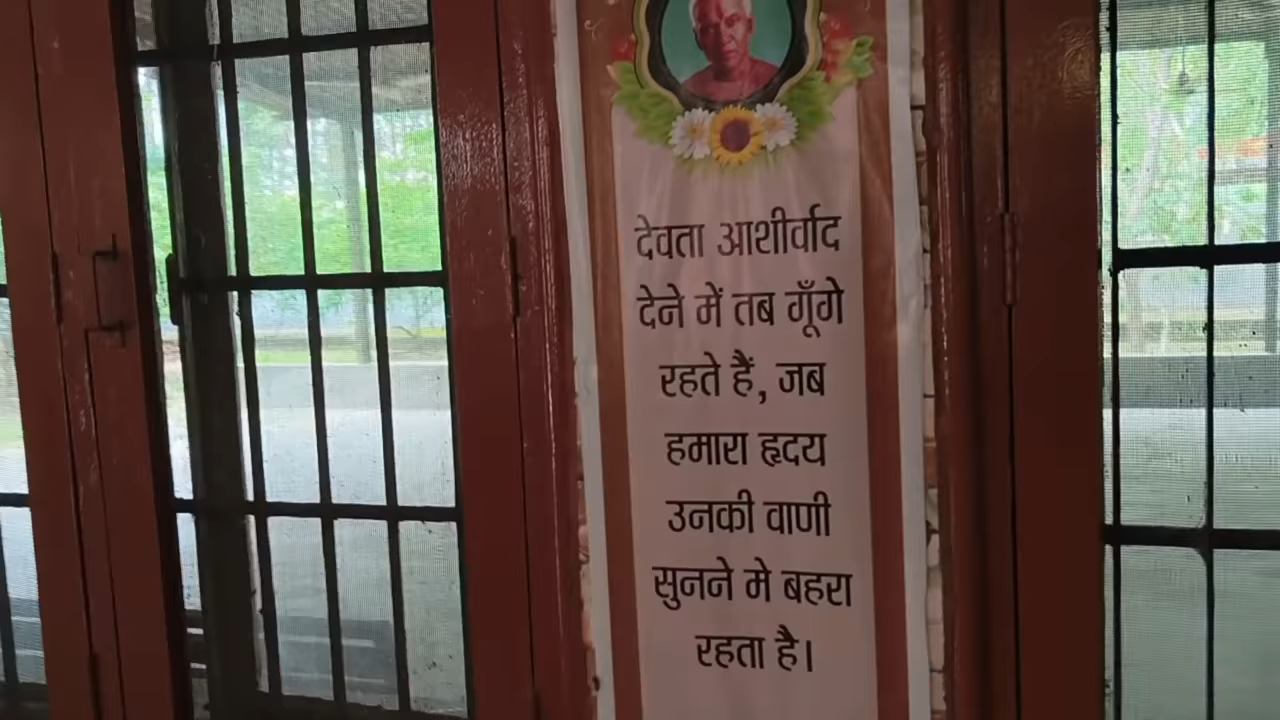 देवता आशीर्वाद
देने में तब गूँगे
रहते हैं, जब
हमारा हृदय
उनकी वाणी
सुनने मे बहरा
रहता है।